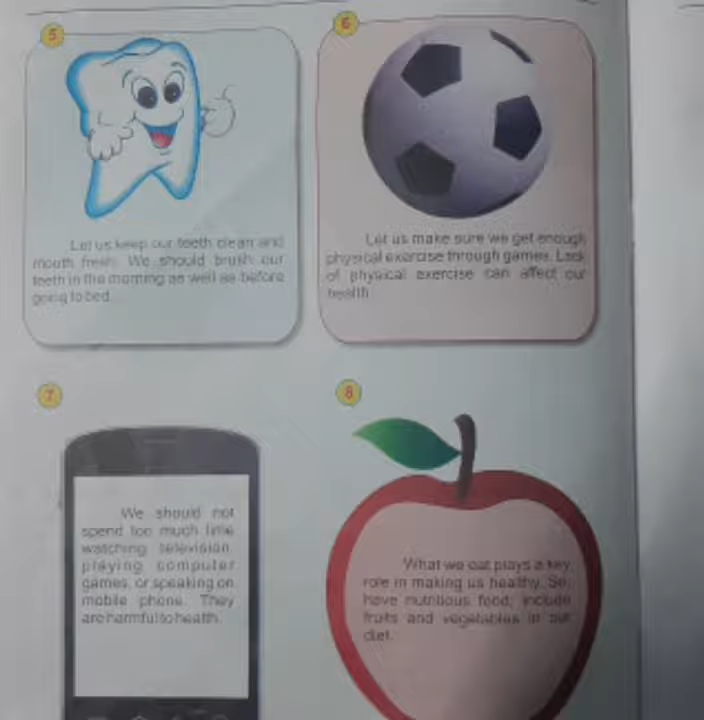 5
Let us keep our teeth clean and
mouth fresh. We should brush our
teeth in the morning as well as before
going to bed.
6
Let us make sure we get enough
physical exercise through games. Lack
of physical exercise can affect our
health.
7
We should not
spend too much time
watching television,
playing computer
games, or speaking on
mobile phone. They
are harmful to health.
8
What we eat plays a key
role in making us healthy. So,
have nutritious food; include
fruits and vegetables in our
diet.